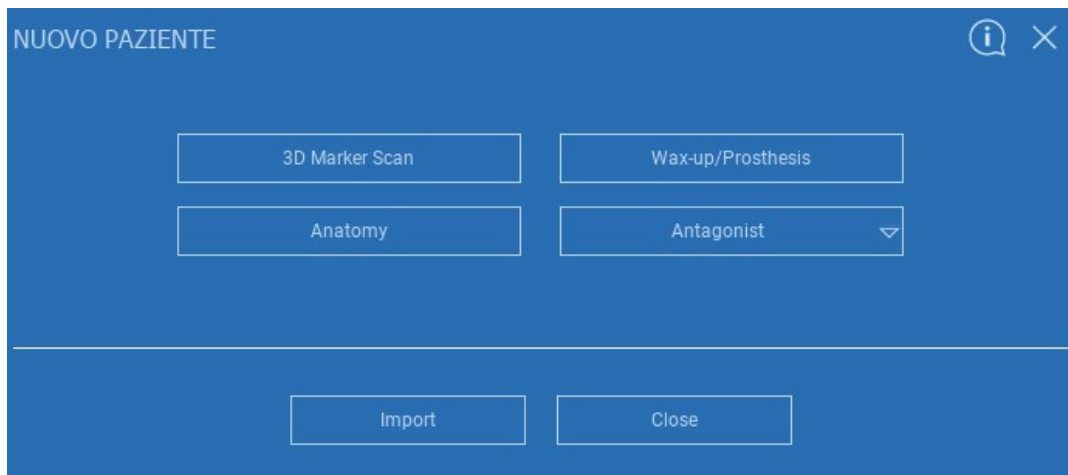 NUOVO PAZIENTE
3D Marker Scan
Wax-up/Prosthesis
Anatomy
Antagonist
Import
Close